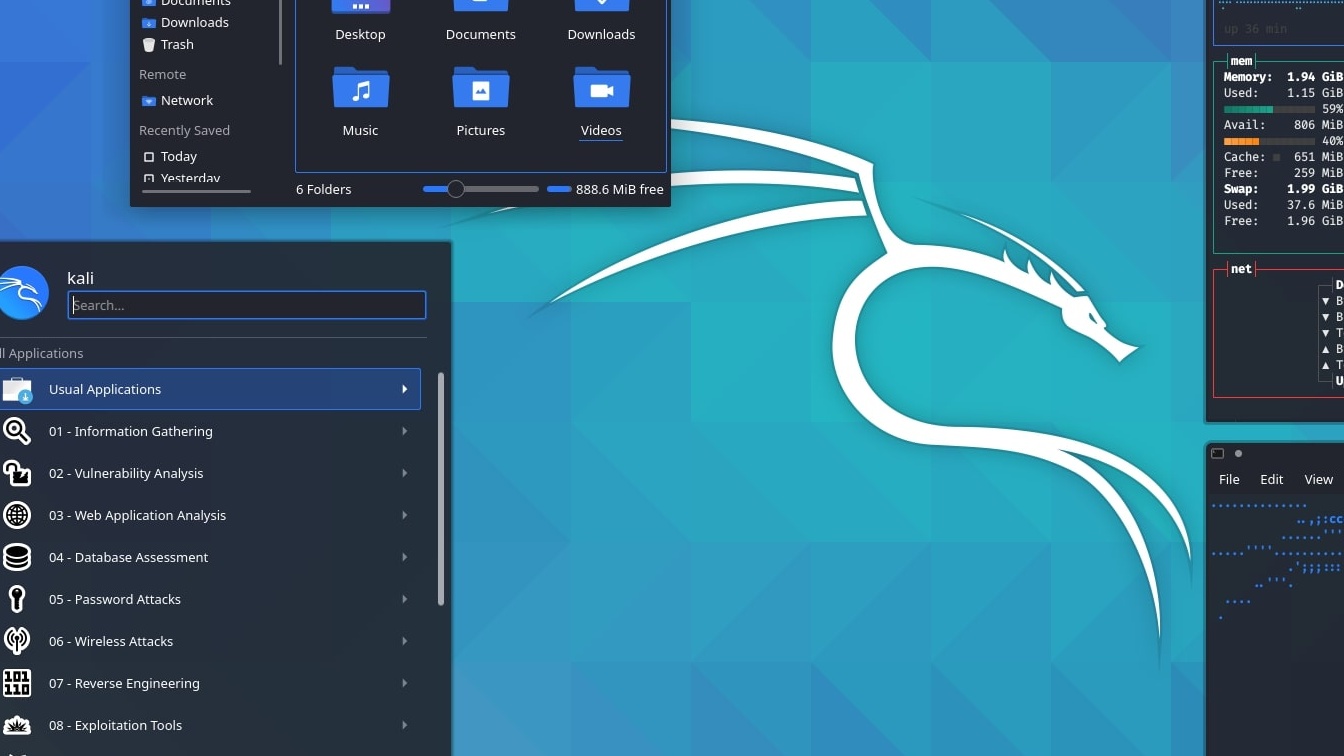 Documents
Downloads
Trash
Remote
Network
Recently Saved
Today
Yesterday
Desktop
Documents
Downloads
Music
Pictures
Videos
6 Folders
888.6 MiB free
kali
Search...
ll Applications
Usual Applications
01 - Information Gathering
02 - Vulnerability Analysis
03 - Web Application Analysis
04 - Database Assessment
05 - Password Attacks
06 - Wireless Attacks
07 - Reverse Engineering
08 - Exploitation Tools
up 36 min
mem
Memory: 1.94 GiB
Used: 1.15 GiB
59%
Avail: 806 MiB
40%
Cache: 651 MiB
Free: 259 MiB
Swap: 1.99 GiB
Used: 37.6 MiB
Free: 1.96 GiB
net
D
▼ B
▼ B
▼ T
▲ B
▲ T
U
File Edit View